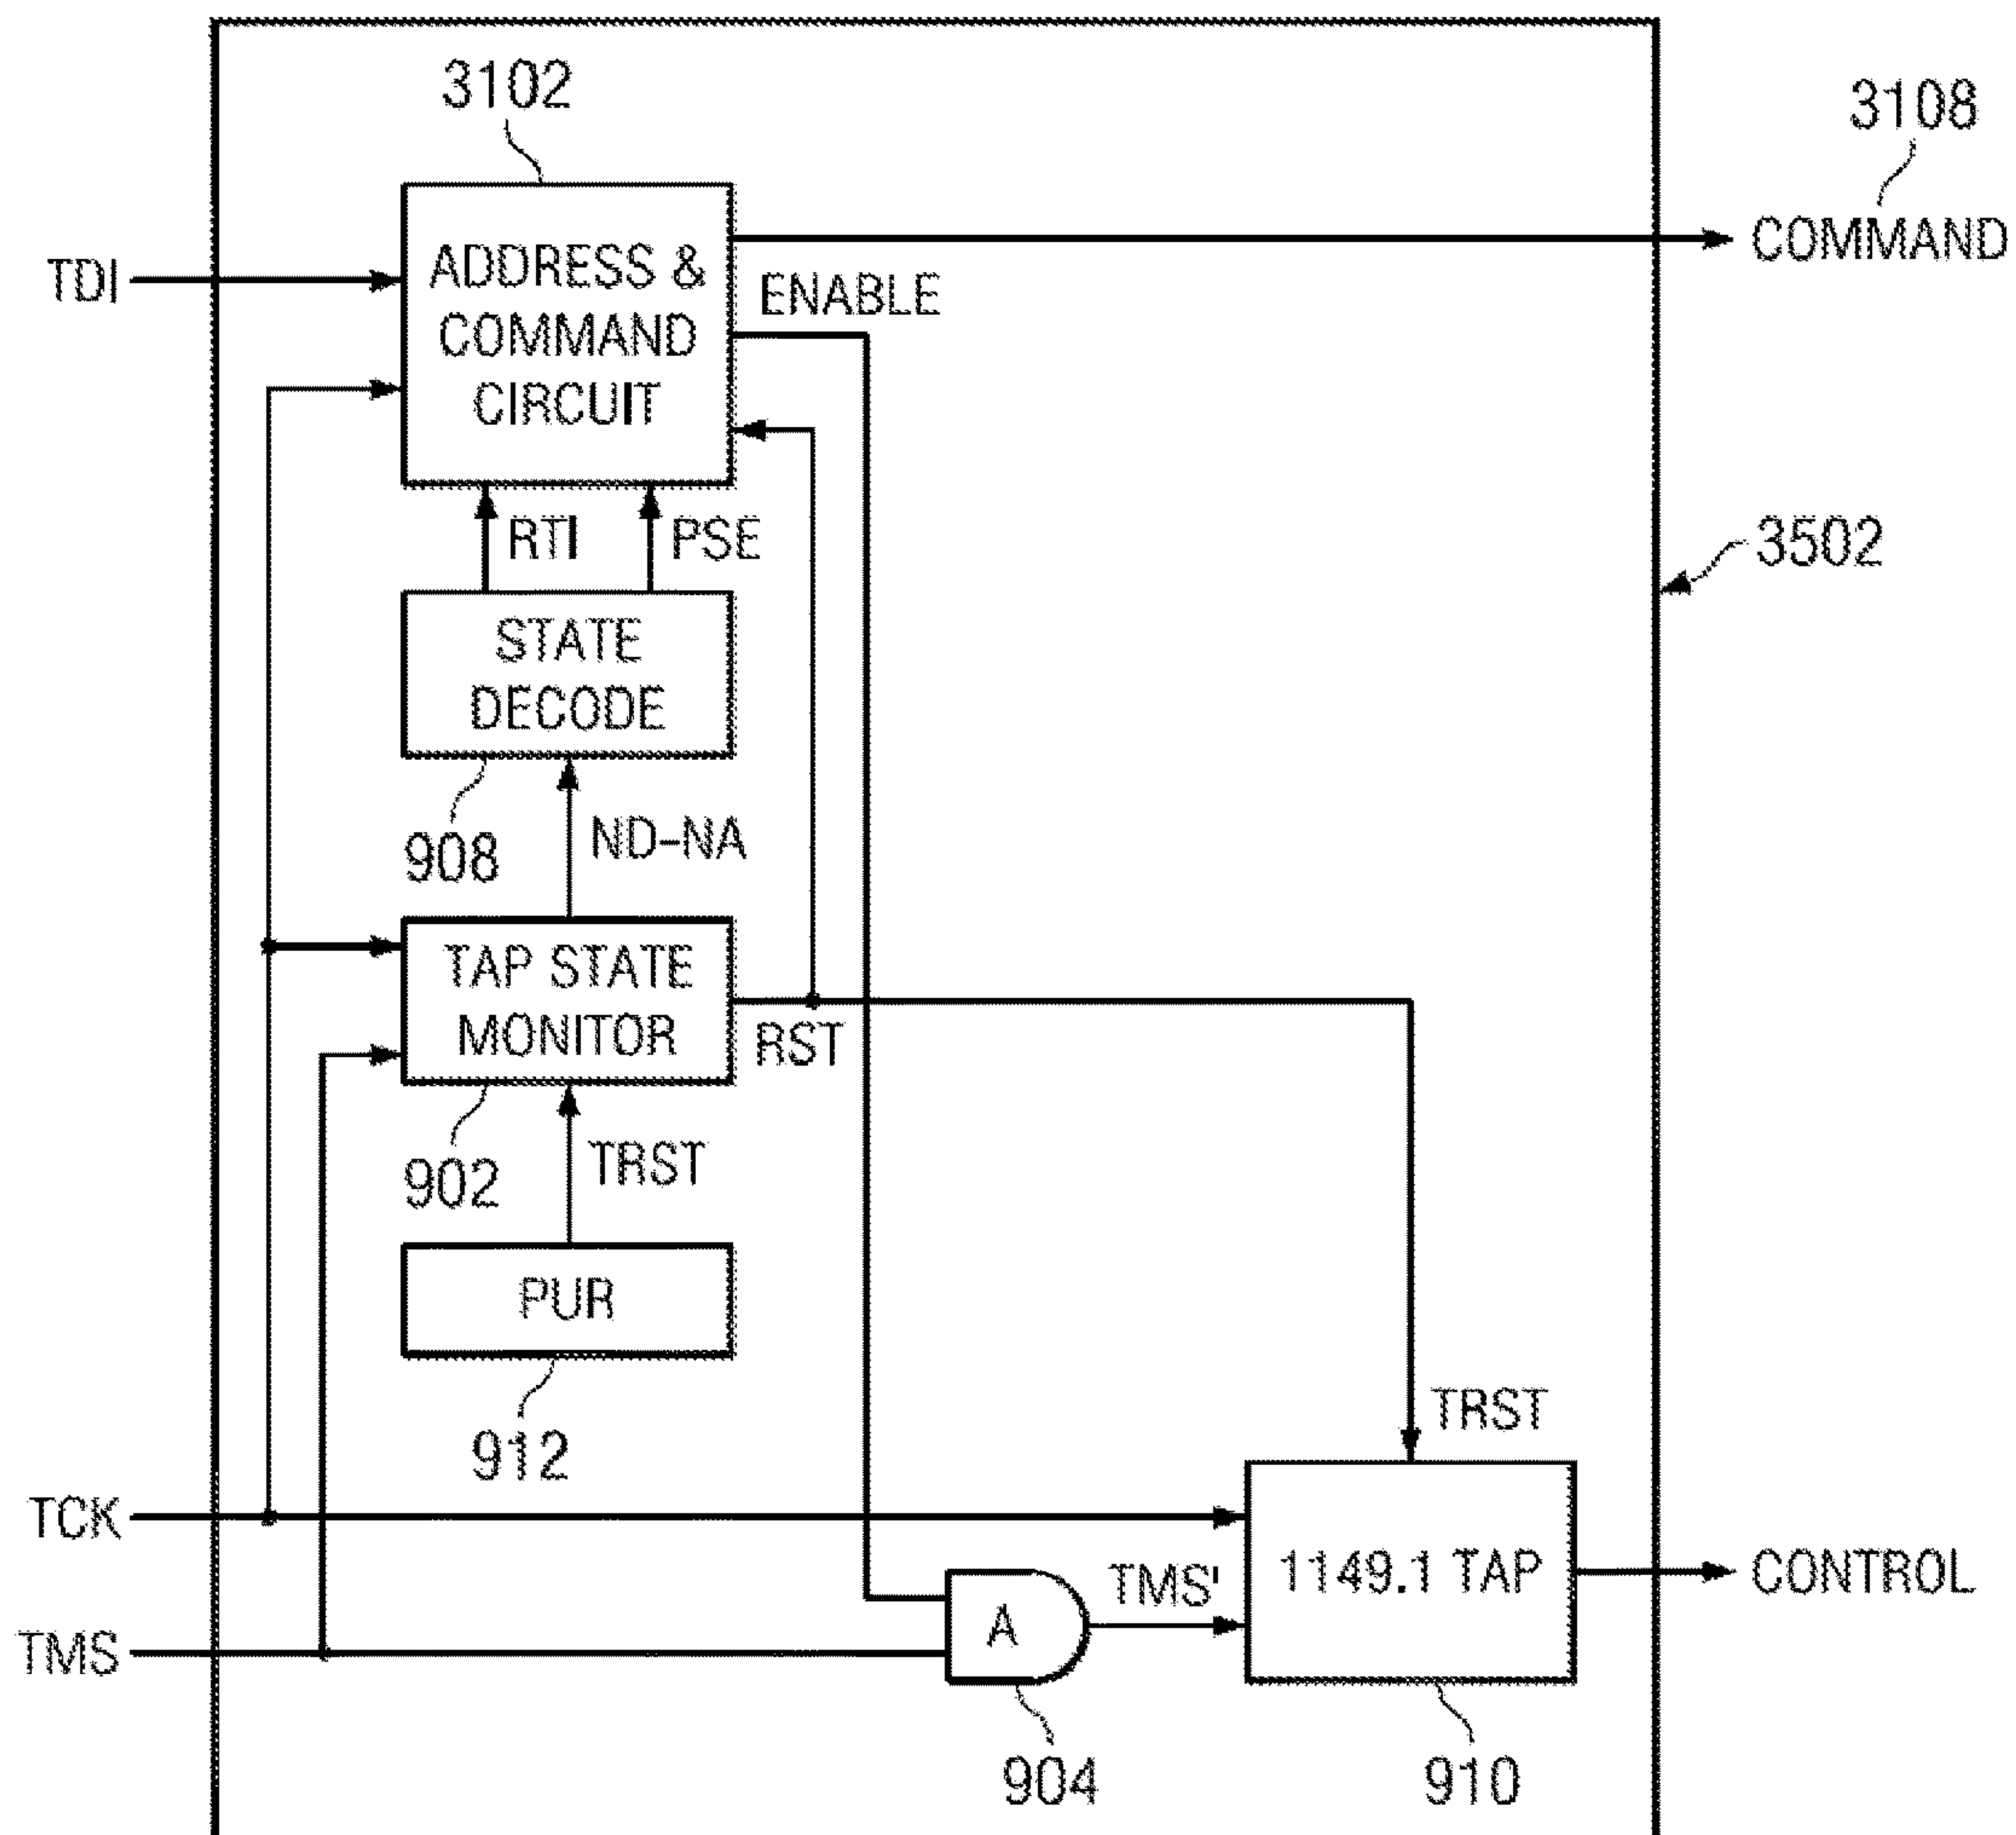 3102
3108
COMMAND
TDI
ADDRESS &
COMMAND
CIRCUIT
ENABLE
RTI
PSE
3502
STATE
DECODE
908
ND-NA
TAP STATE
MONITOR
RST
902
TRST
PUR
912
TRST
TCK
1149.1 TAP
CONTROL
TMS'
A
TMS
904
910